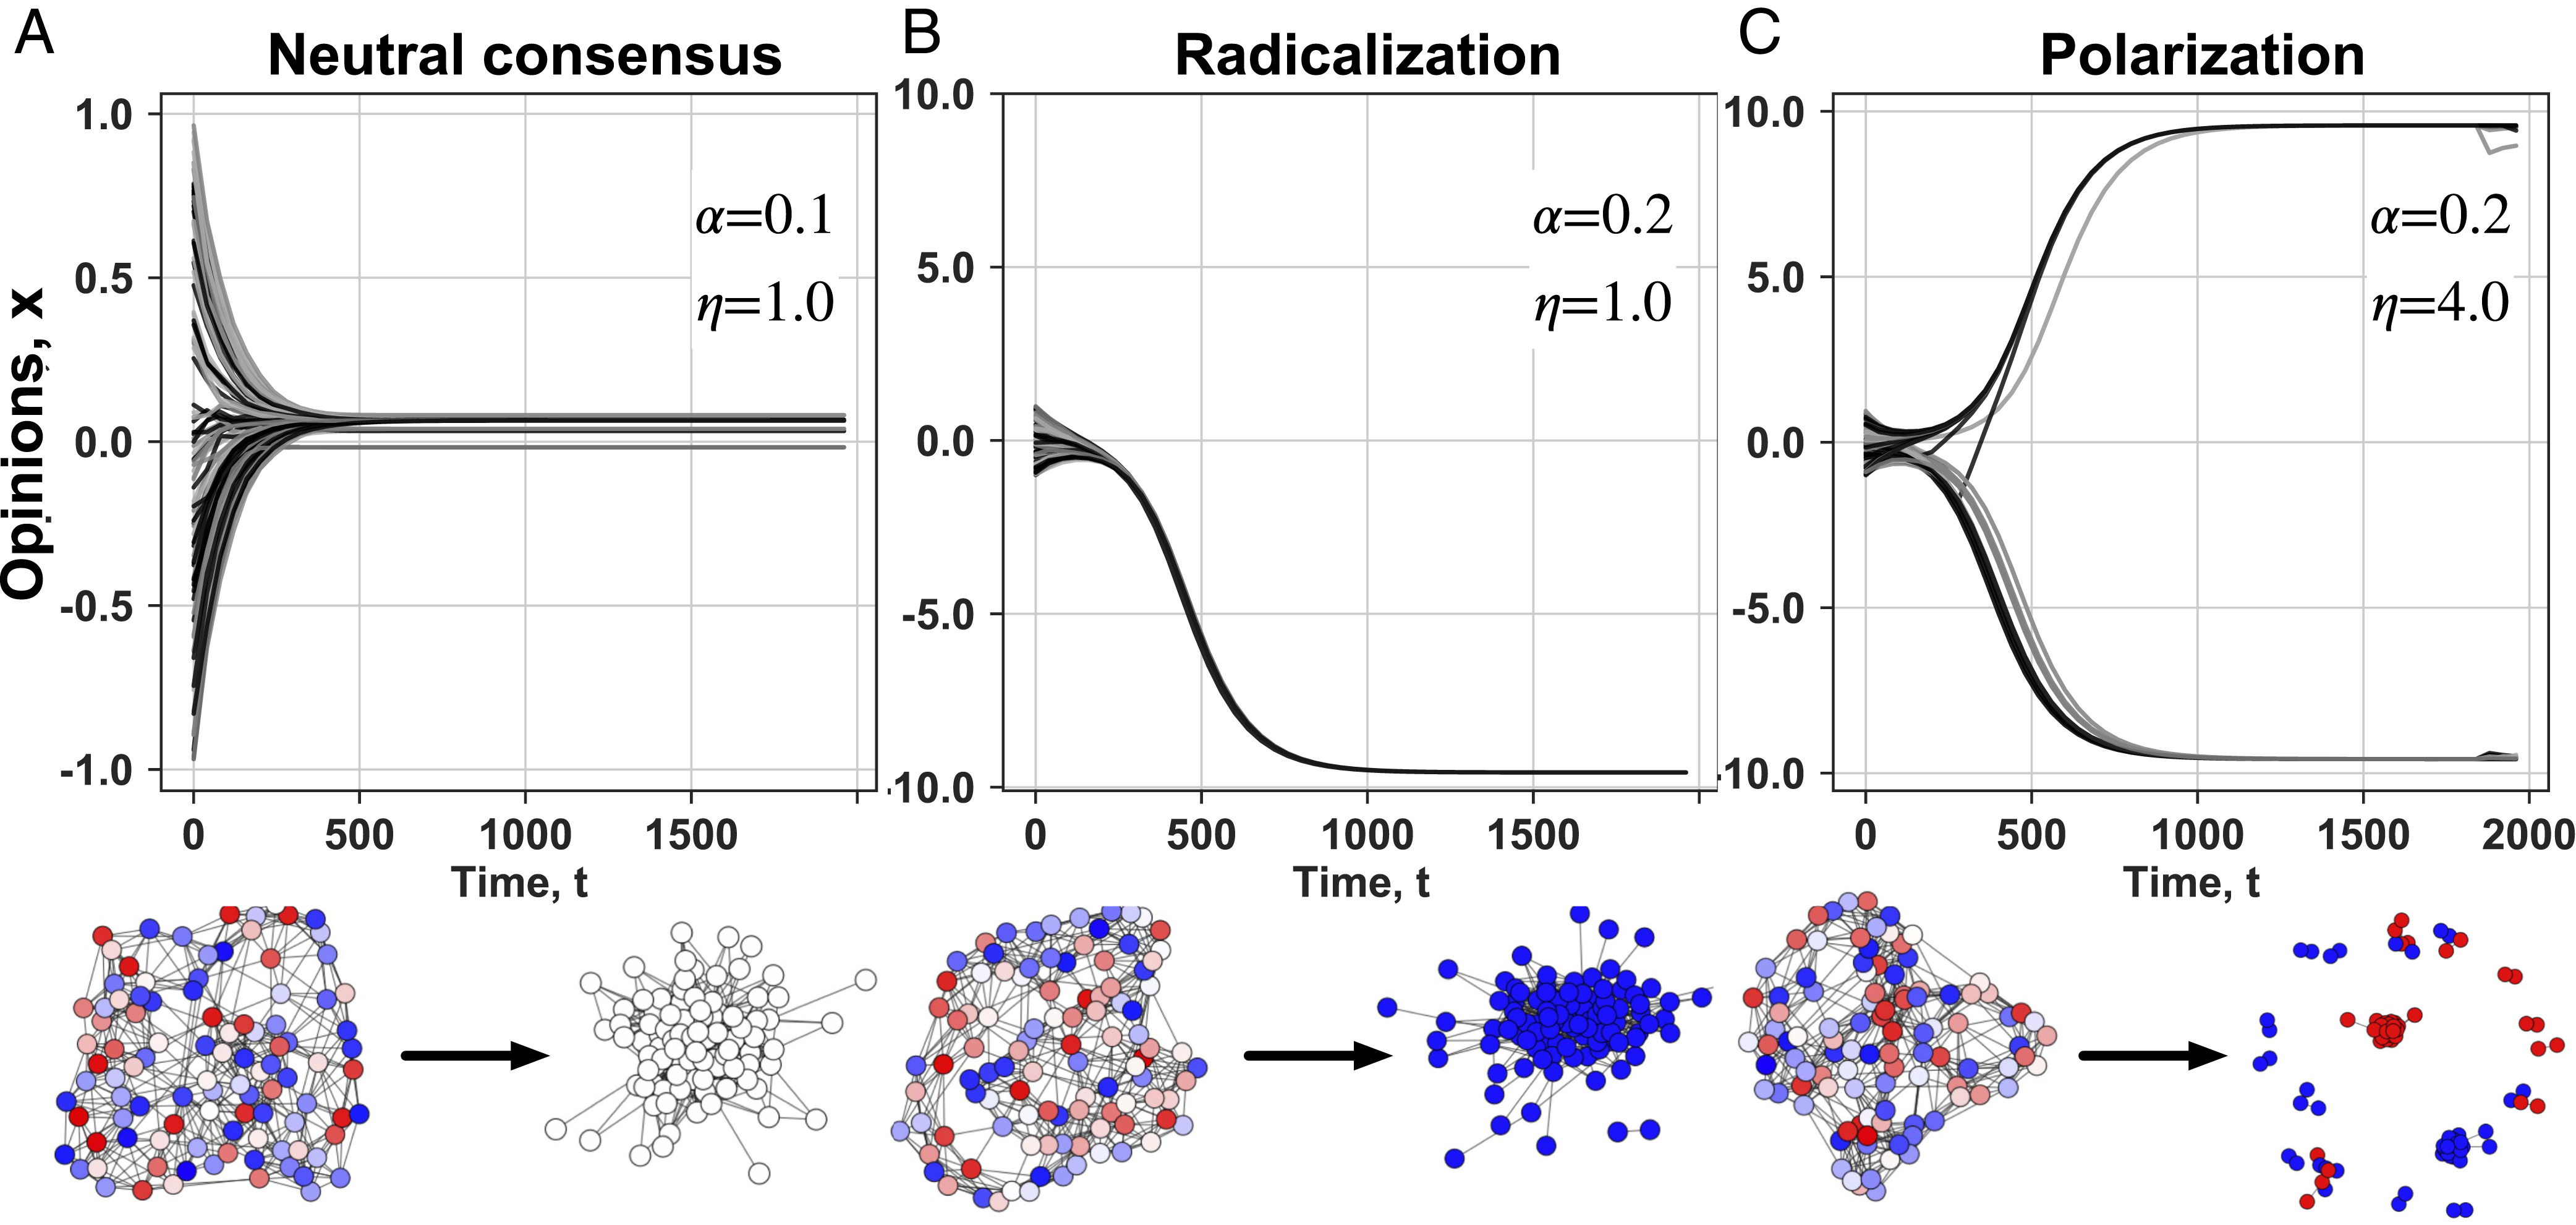 A Neutral consensus
B Radicalization
C Polarization
Opinions, x
1.0
0.5
0.0
-0.5
-1.0
α=0.1
η=1.0
0 500 1000 1500
Time, t
10.0
5.0
0.0
-5.0
-10.0
α=0.2
η=1.0
0 500 1000 1500
Time, t
10.0
5.0
0.0
-5.0
-10.0
α=0.2
η=4.0
0 500 1000 1500 2000
Time, t